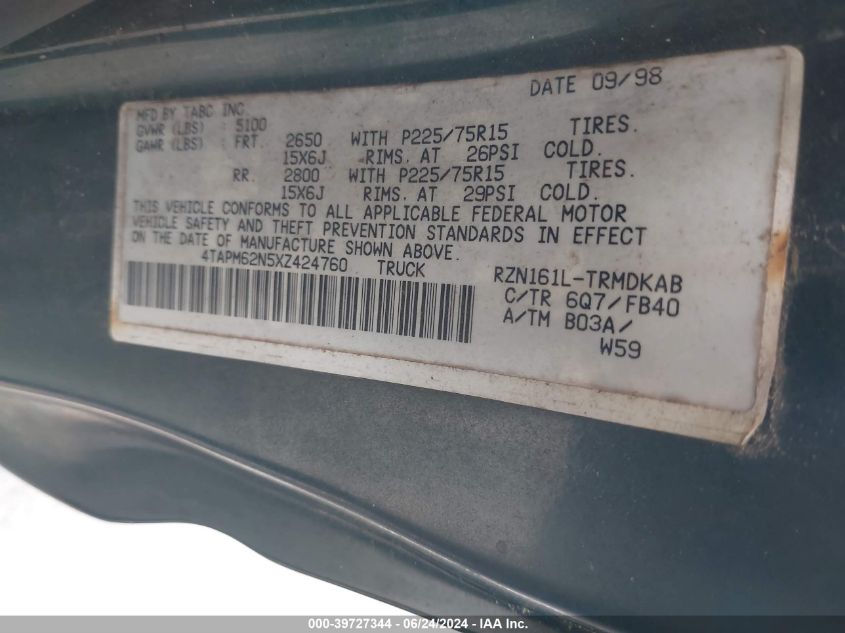 DATE 09/98
MFD BY TABC INC
GVWR (LBS) : 5100
GAWR (LBS) : FRT. 2650 WITH P225/75R15 TIRES.
15X6J RIMS. AT 26PSI COLD.
RR. 2800 WITH P225/75R15 TIRES.
15X6J RIMS. AT 29PSI COLD.
THIS VEHICLE CONFORMS TO ALL APPLICABLE FEDERAL MOTOR
VEHICLE SAFETY AND THEFT PREVENTION STANDARDS IN EFFECT
ON THE DATE OF MANUFACTURE SHOWN ABOVE.
4TAPM62N5XZ424760 TRUCK RZN161L-TRMDKAB
C/TR 6Q7/FB40
A/TM B03A/
W59
000-39727344 - 06/24/2024 - IAA Inc.